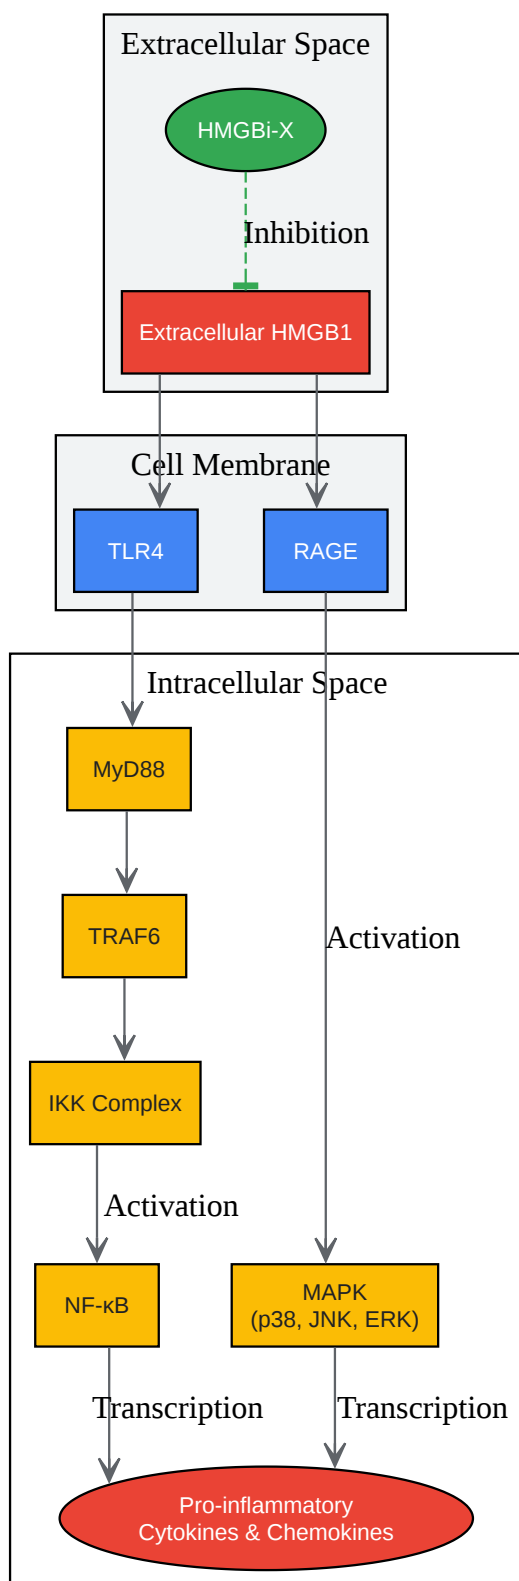 Extracellular Space
HMGBi-X
Inhibition
Extracellular HMGB1
Cell Membrane
TLR4
RAGE
Intracellular Space
MyD88
TRAF6
Activation
IKK Complex
Activation
NF-κB
MAPK
(p38, JNK, ERK)
Transcription
Transcription
Pro-inflammatory
Cytokines & Chemokines